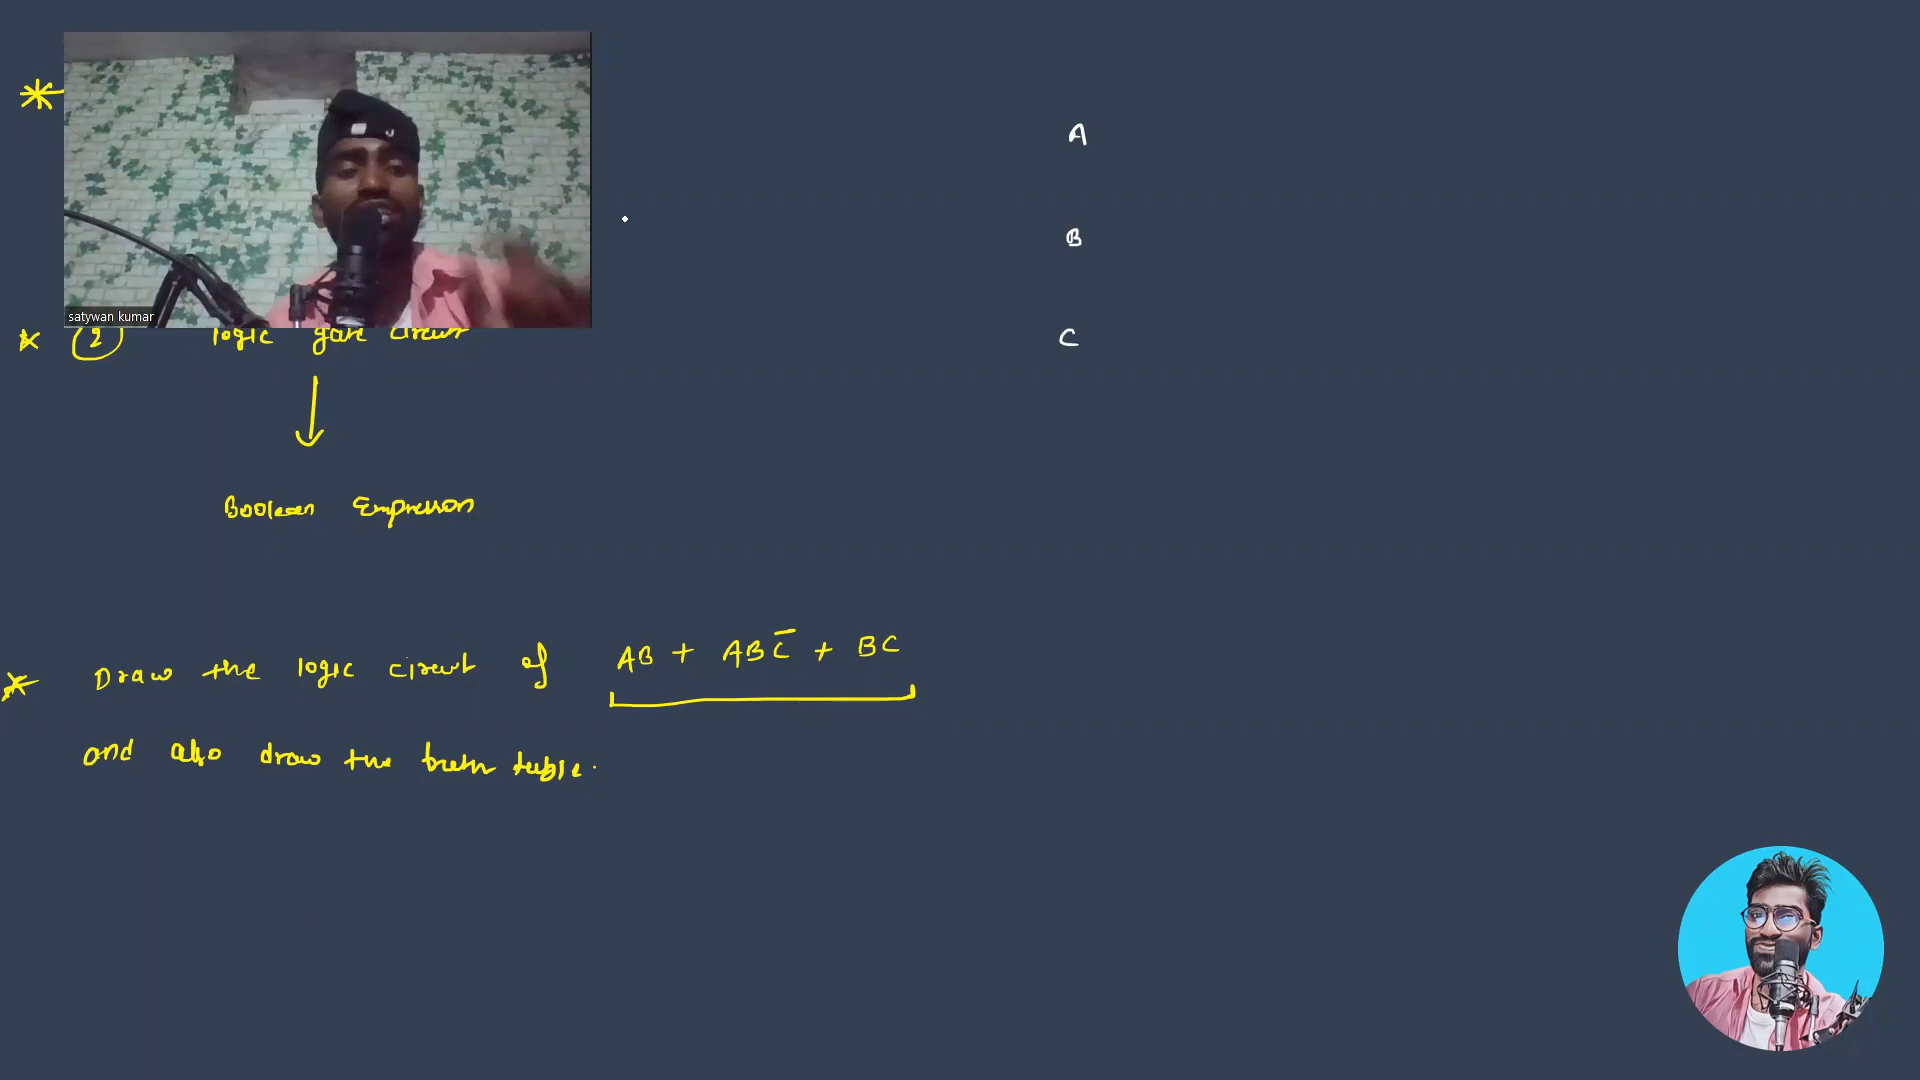 A
B
satywan kumar
* 2 logic gate circuit
C
Boolean Expression
* Draw the logic circuit of AB + ABC̅ + BC
and also draw the truth table.